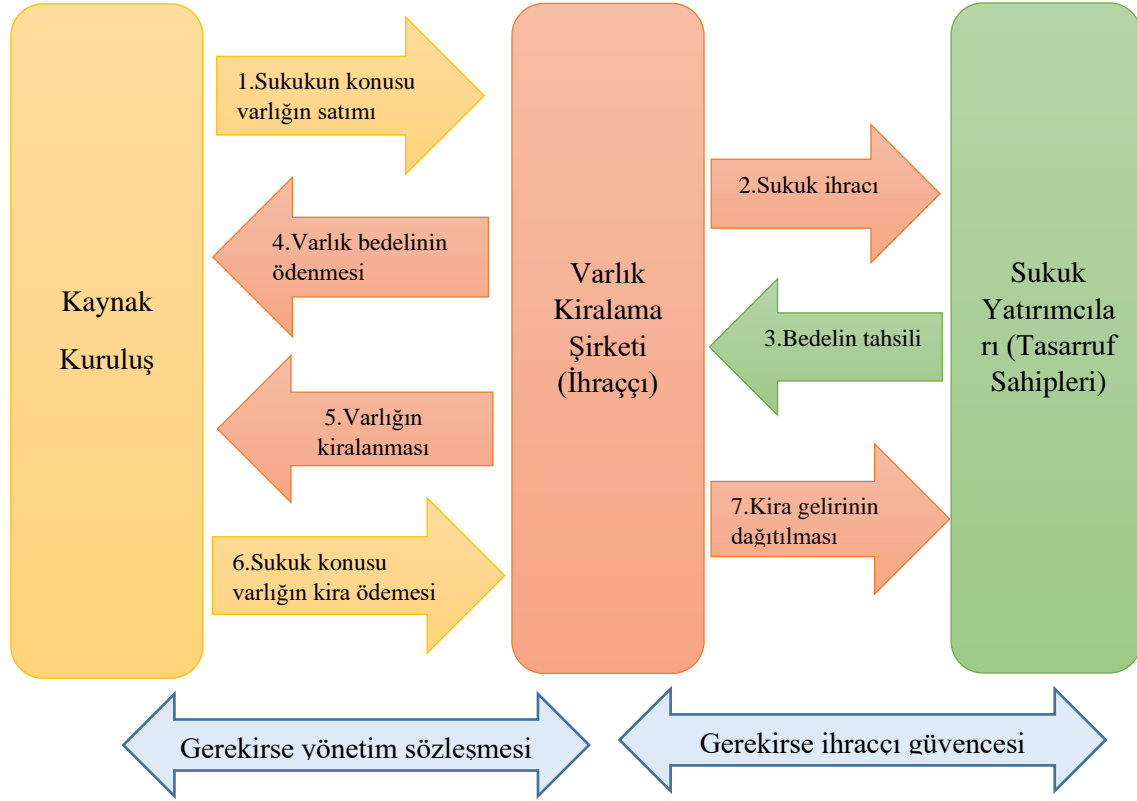 Kaynak
Kuruluş
1.Sukukun konusu
varlığın satımı
4.Varlık bedelinin
ödenmesi
5.Varlığın
kiralanması
6.Sukuk konusu
varlığın kira ödemesi
Varlık
Kiralama
Şirketi
(İhraççı)
2.Sukuk ihracı
3.Bedelin tahsili
7.Kira gelirinin
dağıtılması
Sukuk
Yatırımcıla
rı (Tasarruf
Sahipleri)
Gerekirse yönetim sözleşmesi
Gerekirse ihraççı güvencesi